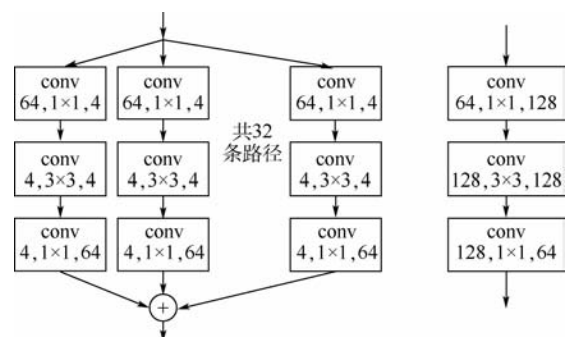 conv
64,1×1,4
conv
64,1×1,4
conv
64,1×1,4
conv
64,1×1,128
共32
条路径
conv
4,3×3,4
conv
4,3×3,4
conv
4,3×3,4
conv
128,3×3,128
conv
4,1×1,64
conv
4,1×1,64
conv
4,1×1,64
conv
128,1×1,64
+